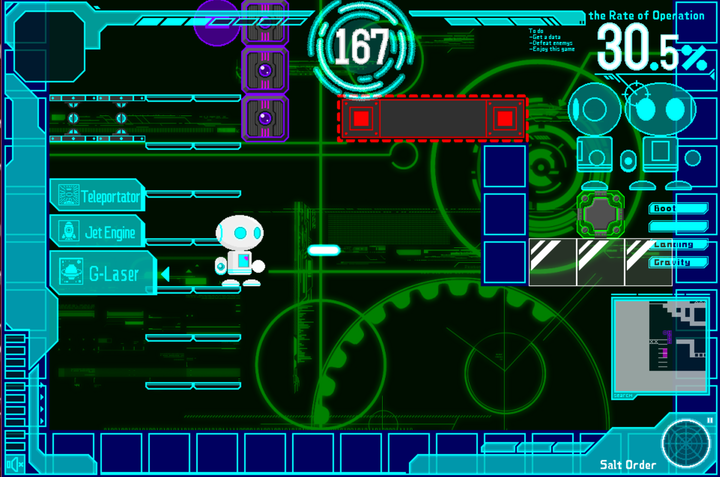 167
the Rate of Operation
30.5%
To do
-Get a data
-Defeat enemys
-Enjoy this game
Teleportator
Jet Engine
G-Laser
Boot
Landing
Gravity
Salt Order